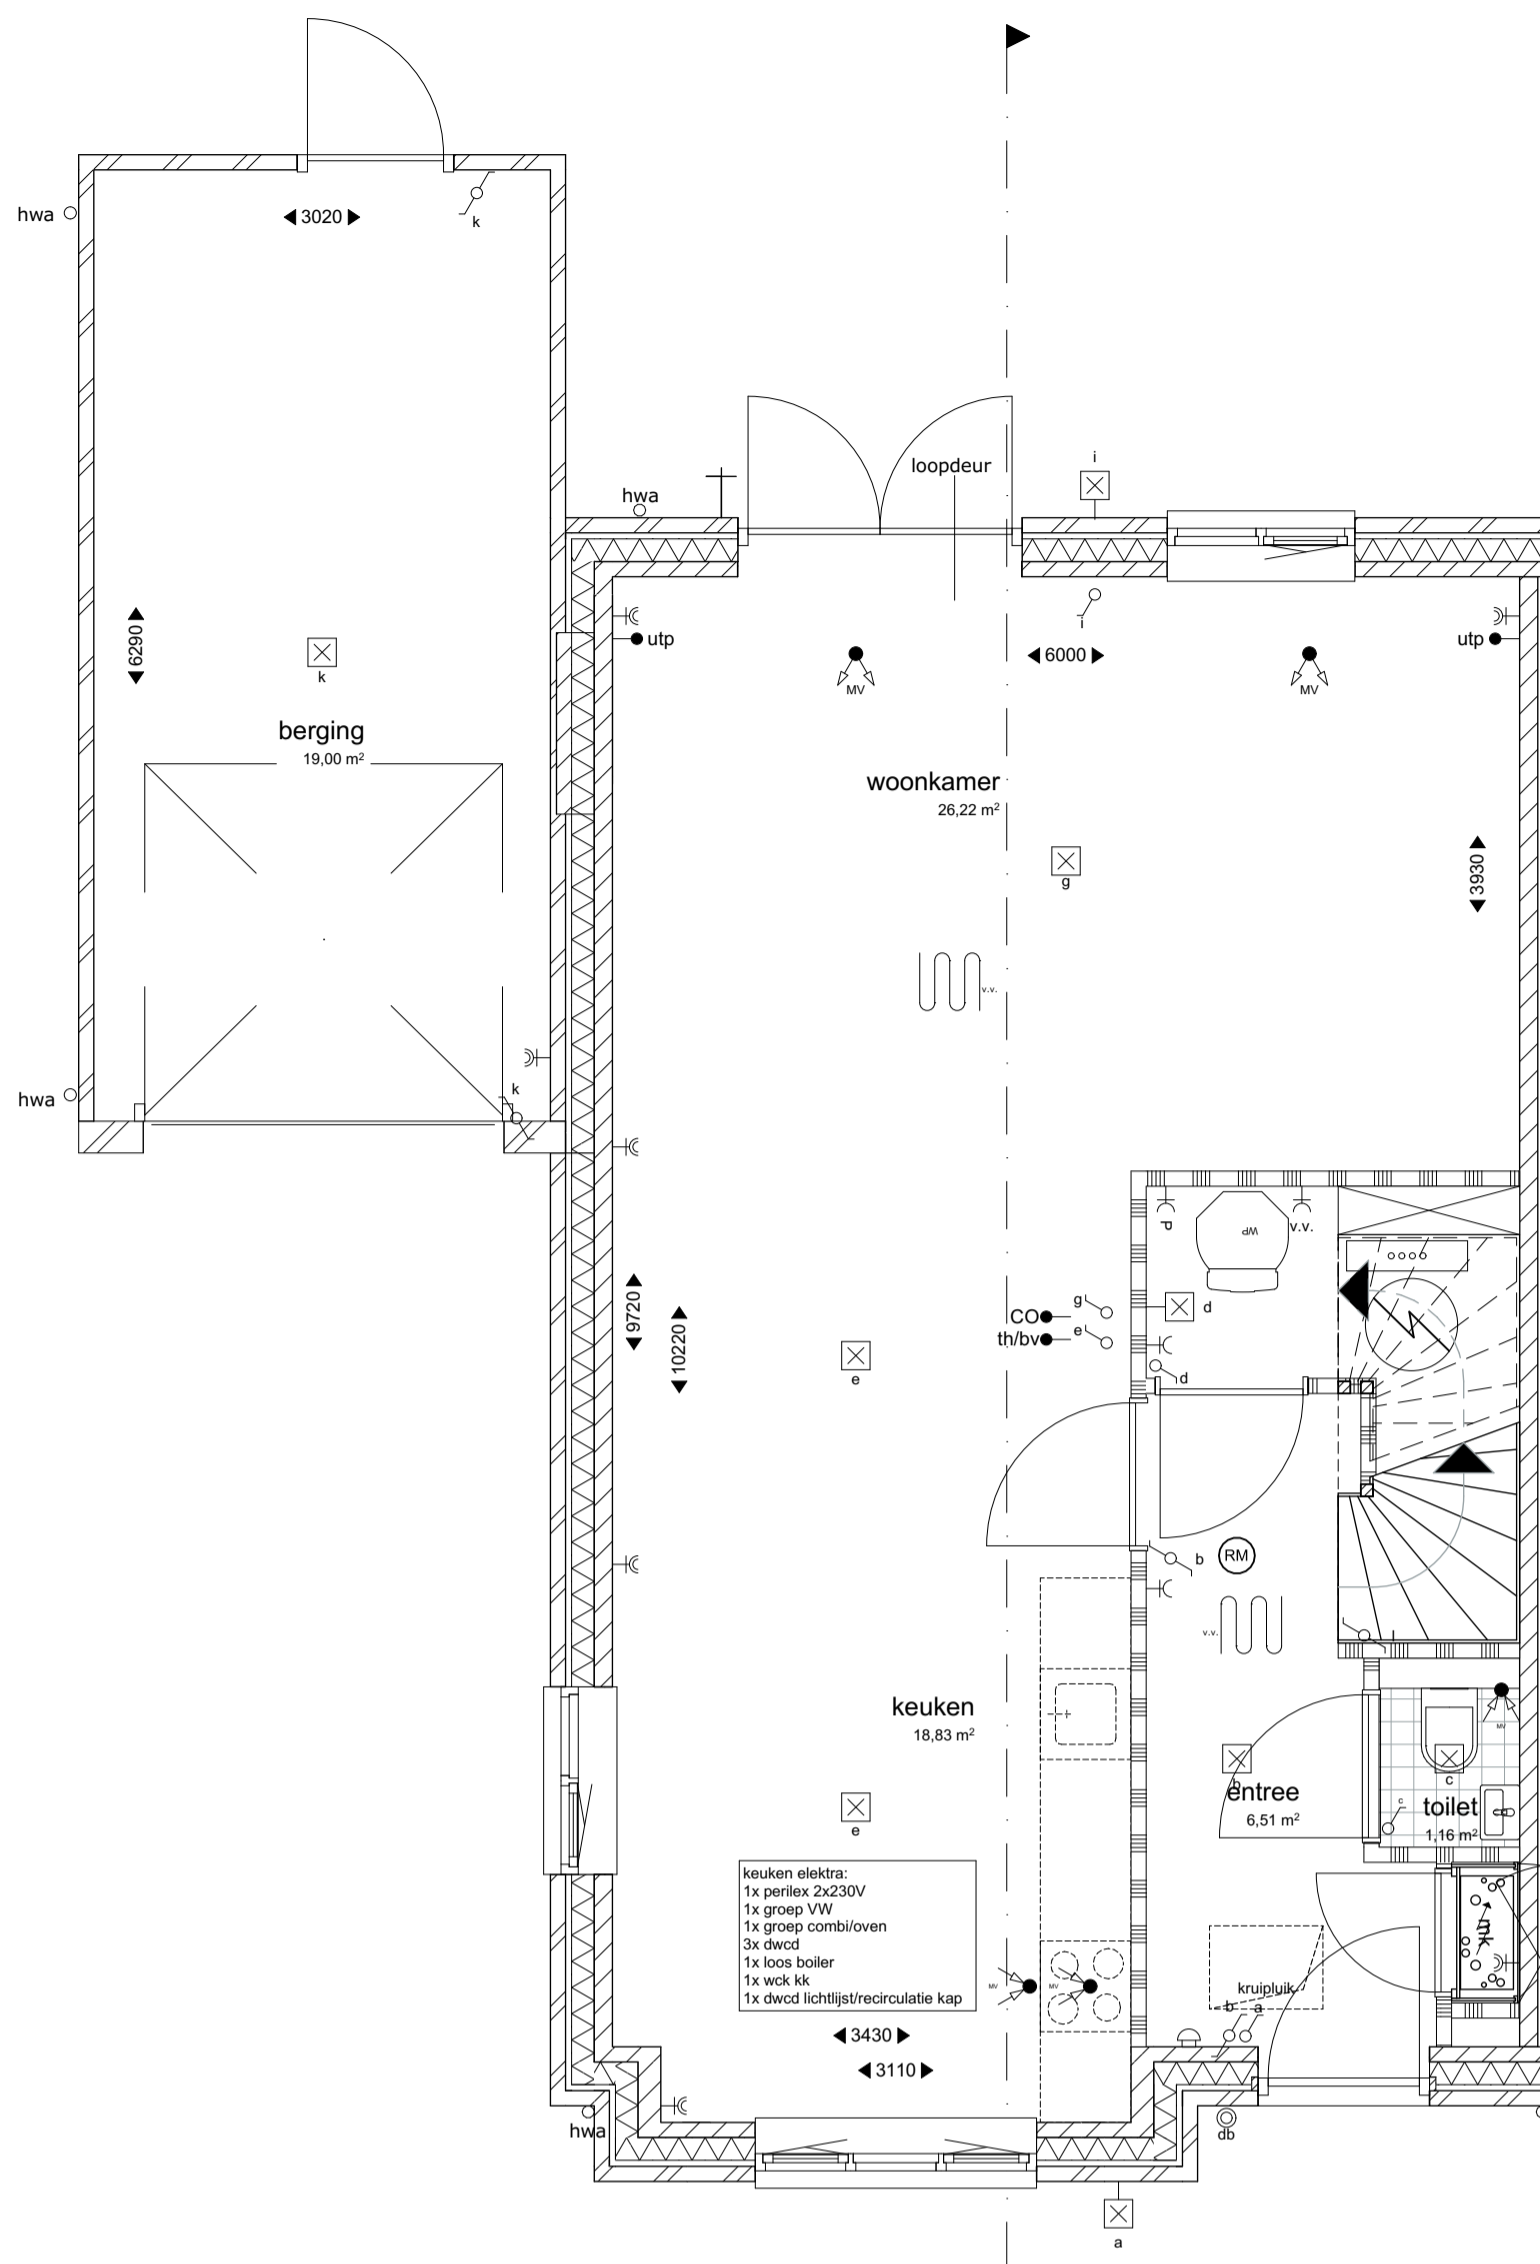 hwa
3020
k
loopdeur
i
hwa
6290
k
utp
i
utp
MV
6000
MV
berging
19,00 m²
woonkamer
26,22 m²
g
3930
v.v.
hwa
k
P
WP
v.v.
9720
10220
CO
g
d
th/bv
e
e
d
b
RM
v.v.
l
keuken
18,83 m²
MV
b
c
entree
6,51 m²
c
toilet
1,16 m²
e
keuken elektra:
1x perilex 2x230V
1x groep VW
1x groep combi/oven
3x dwcd
1x loos boiler
1x wck kk
1x dwcd lichtlijst/recirculatie kap
mk
MV
MV
kruipluik
b
a
3430
3110
hwa
db
a